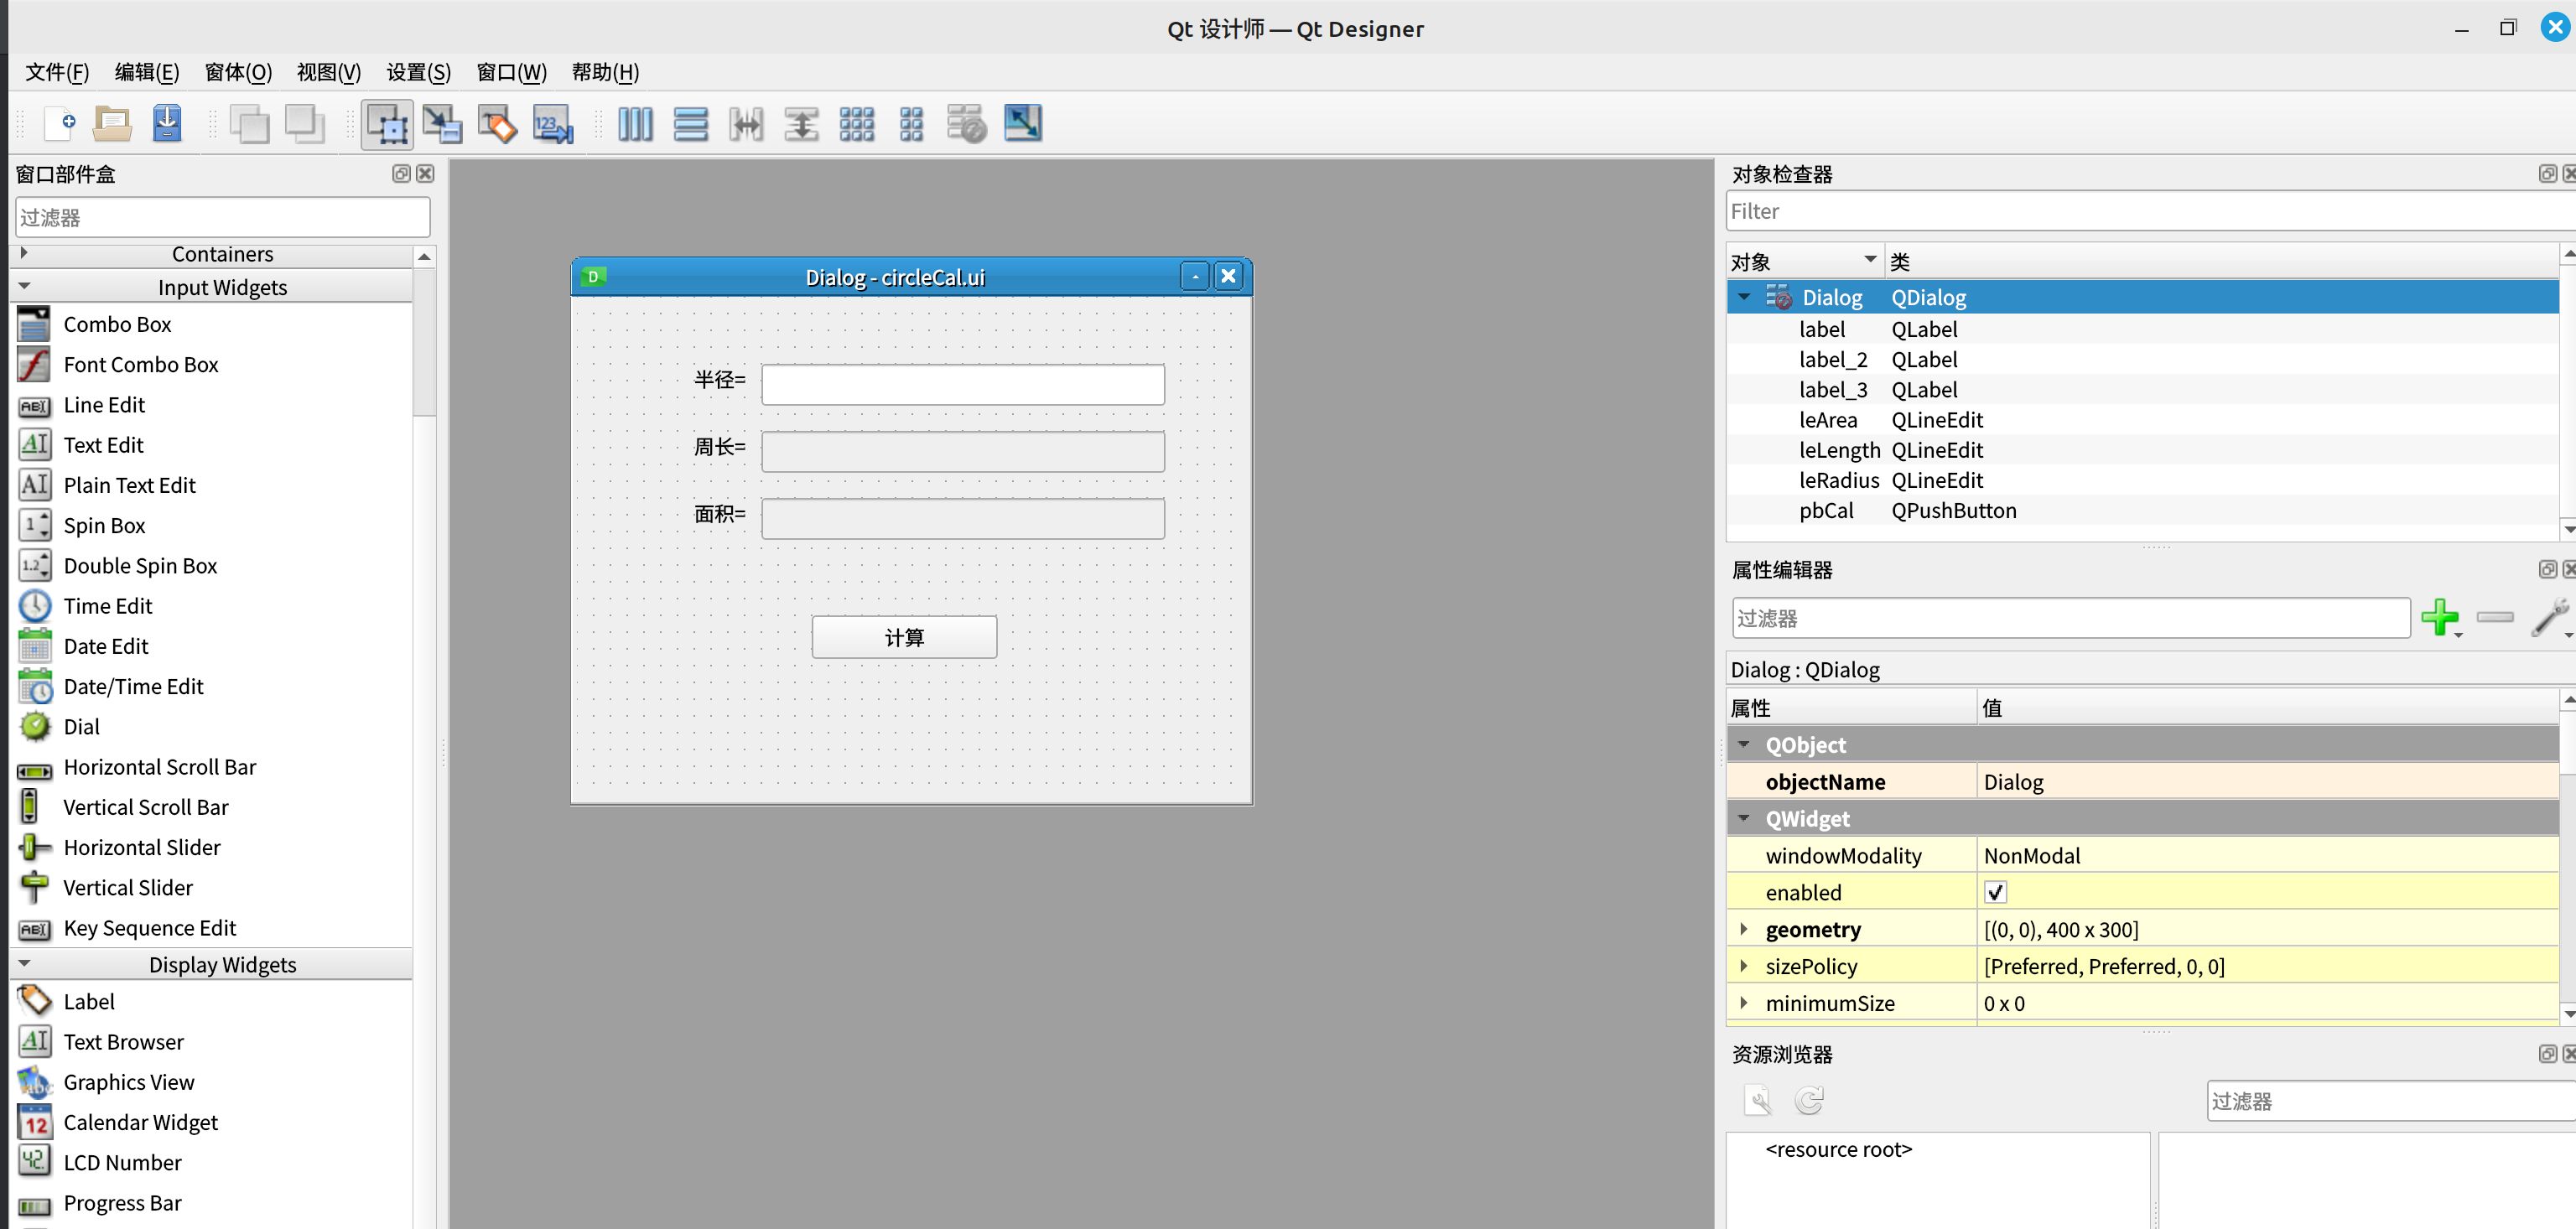 Qt 设计师 — Qt Designer
文件(F) 编辑(E) 窗体(O) 视图(V) 设置(S) 窗口(W) 帮助(H)
123
窗口部件盒
过滤器
Containers
Input Widgets
Combo Box
Font Combo Box
Line Edit
Text Edit
Plain Text Edit
Spin Box
Double Spin Box
Time Edit
Date Edit
Date/Time Edit
Dial
Horizontal Scroll Bar
Vertical Scroll Bar
Horizontal Slider
Vertical Slider
Key Sequence Edit
Display Widgets
Label
Text Browser
Graphics View
Calendar Widget
LCD Number
Progress Bar
Dialog - circleCal.ui
半径=
周长=
面积=
计算
对象检查器
Filter
对象 类
Dialog QDialog
label QLabel
label_2 QLabel
label_3 QLabel
leArea QLineEdit
leLength QLineEdit
leRadius QLineEdit
pbCal QPushButton
属性编辑器
过滤器
Dialog : QDialog
属性 值
QObject
objectName Dialog
QWidget
windowModality NonModal
enabled
geometry [(0, 0), 400 x 300]
sizePolicy [Preferred, Preferred, 0, 0]
minimumSize 0 x 0
资源浏览器
过滤器
<resource root>